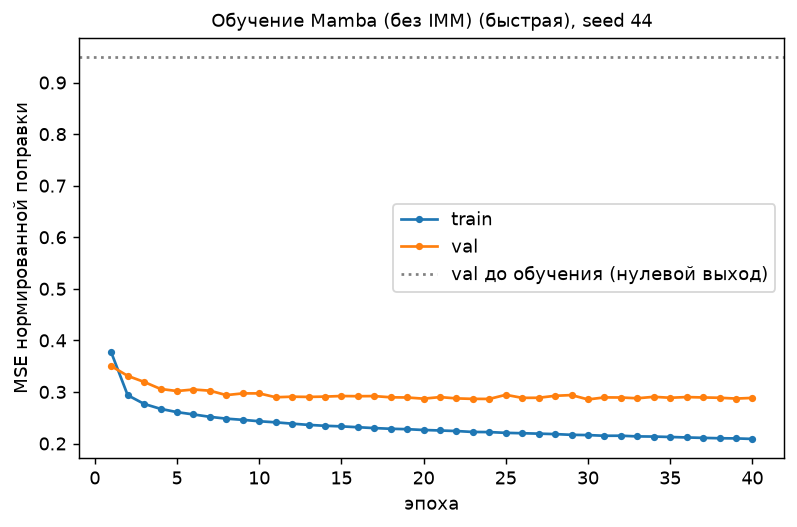 Обучение Mamba (без IMM) (быстрая), seed 44
MSE нормированной поправки
0.9
0.8
0.7
0.6
0.5
0.4
0.3
0.2
train
val
val до обучения (нулевой выход)
0 5 10 15 20 25 30 35 40
эпоха